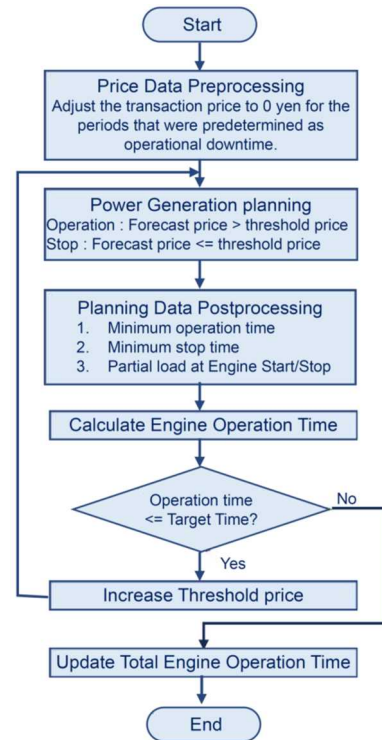 Start
Price Data Preprocessing
Adjust the transaction price to 0 yen for the
periods that were predetermined as
operational downtime.
Power Generation planning
Operation : Forecast price > threshold price
Stop : Forecast price <= threshold price
Planning Data Postprocessing
1. Minimum operation time
2. Minimum stop time
3. Partial load at Engine Start/Stop
Calculate Engine Operation Time
Operation time
<= Target Time?
No
Yes
Increase Threshold price
Update Total Engine Operation Time
End